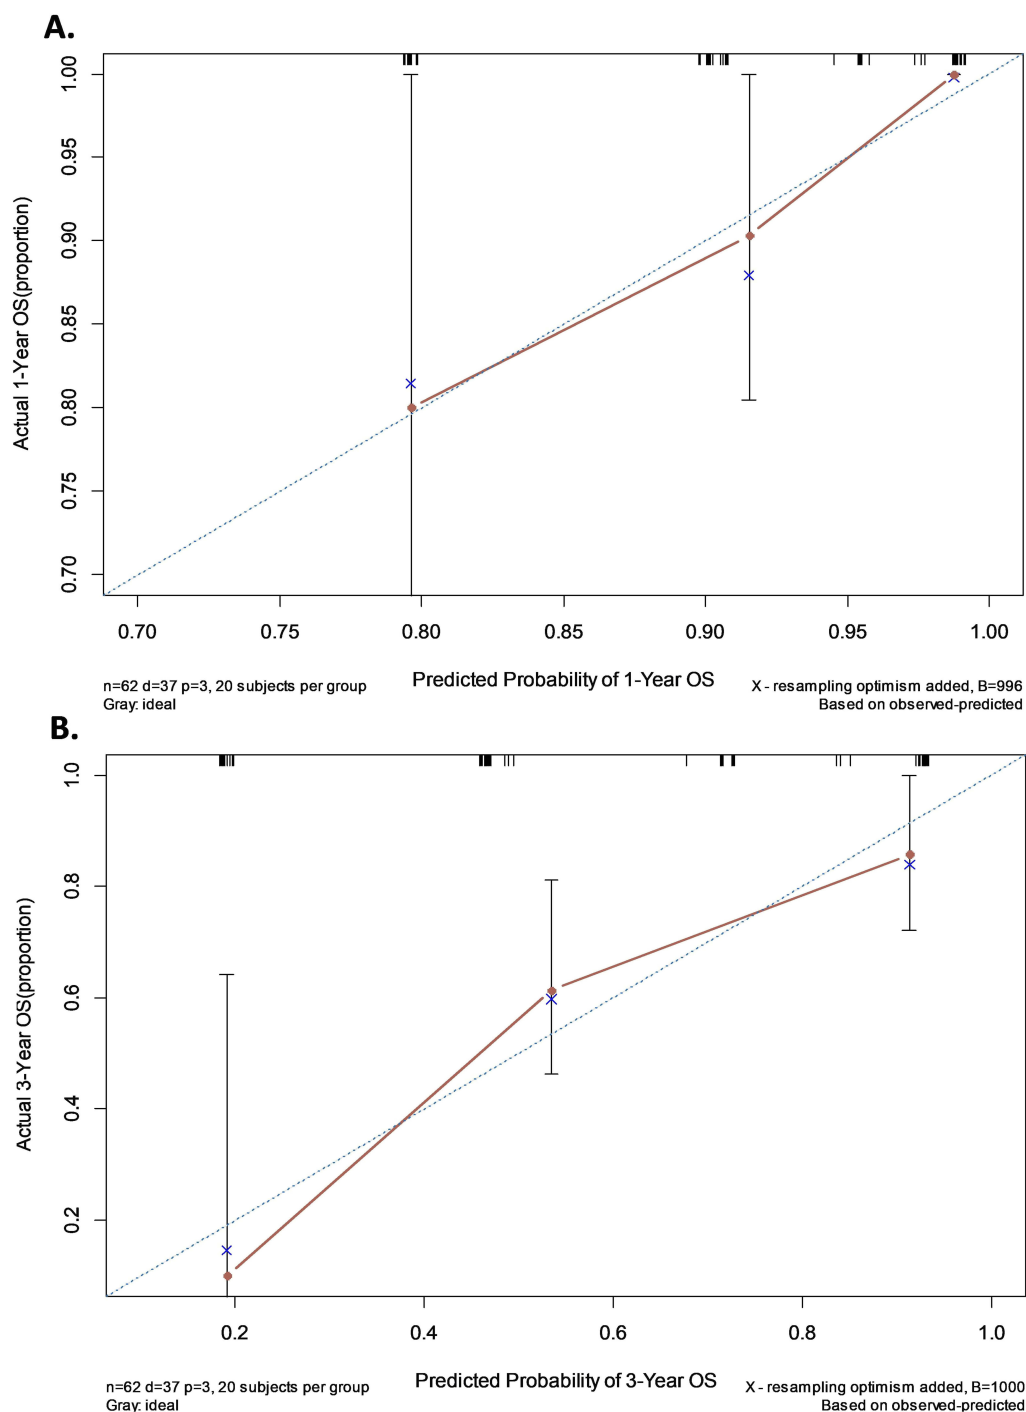 A.
Actual 1-Year OS(proportion)
1.00
0.95
0.90
0.85
0.80
0.75
0.70
0.70 0.75 0.80 0.85 0.90 0.95 1.00
Predicted Probability of 1-Year OS
n=62 d=37 p=3, 20 subjects per group
Gray: ideal
X - resampling optimism added, B=996
Based on observed-predicted
B.
Actual 3-Year OS(proportion)
1.0
0.8
0.6
0.4
0.2
0.2 0.4 0.6 0.8 1.0
Predicted Probability of 3-Year OS
n=62 d=37 p=3, 20 subjects per group
Gray: ideal
X - resampling optimism added, B=1000
Based on observed-predicted